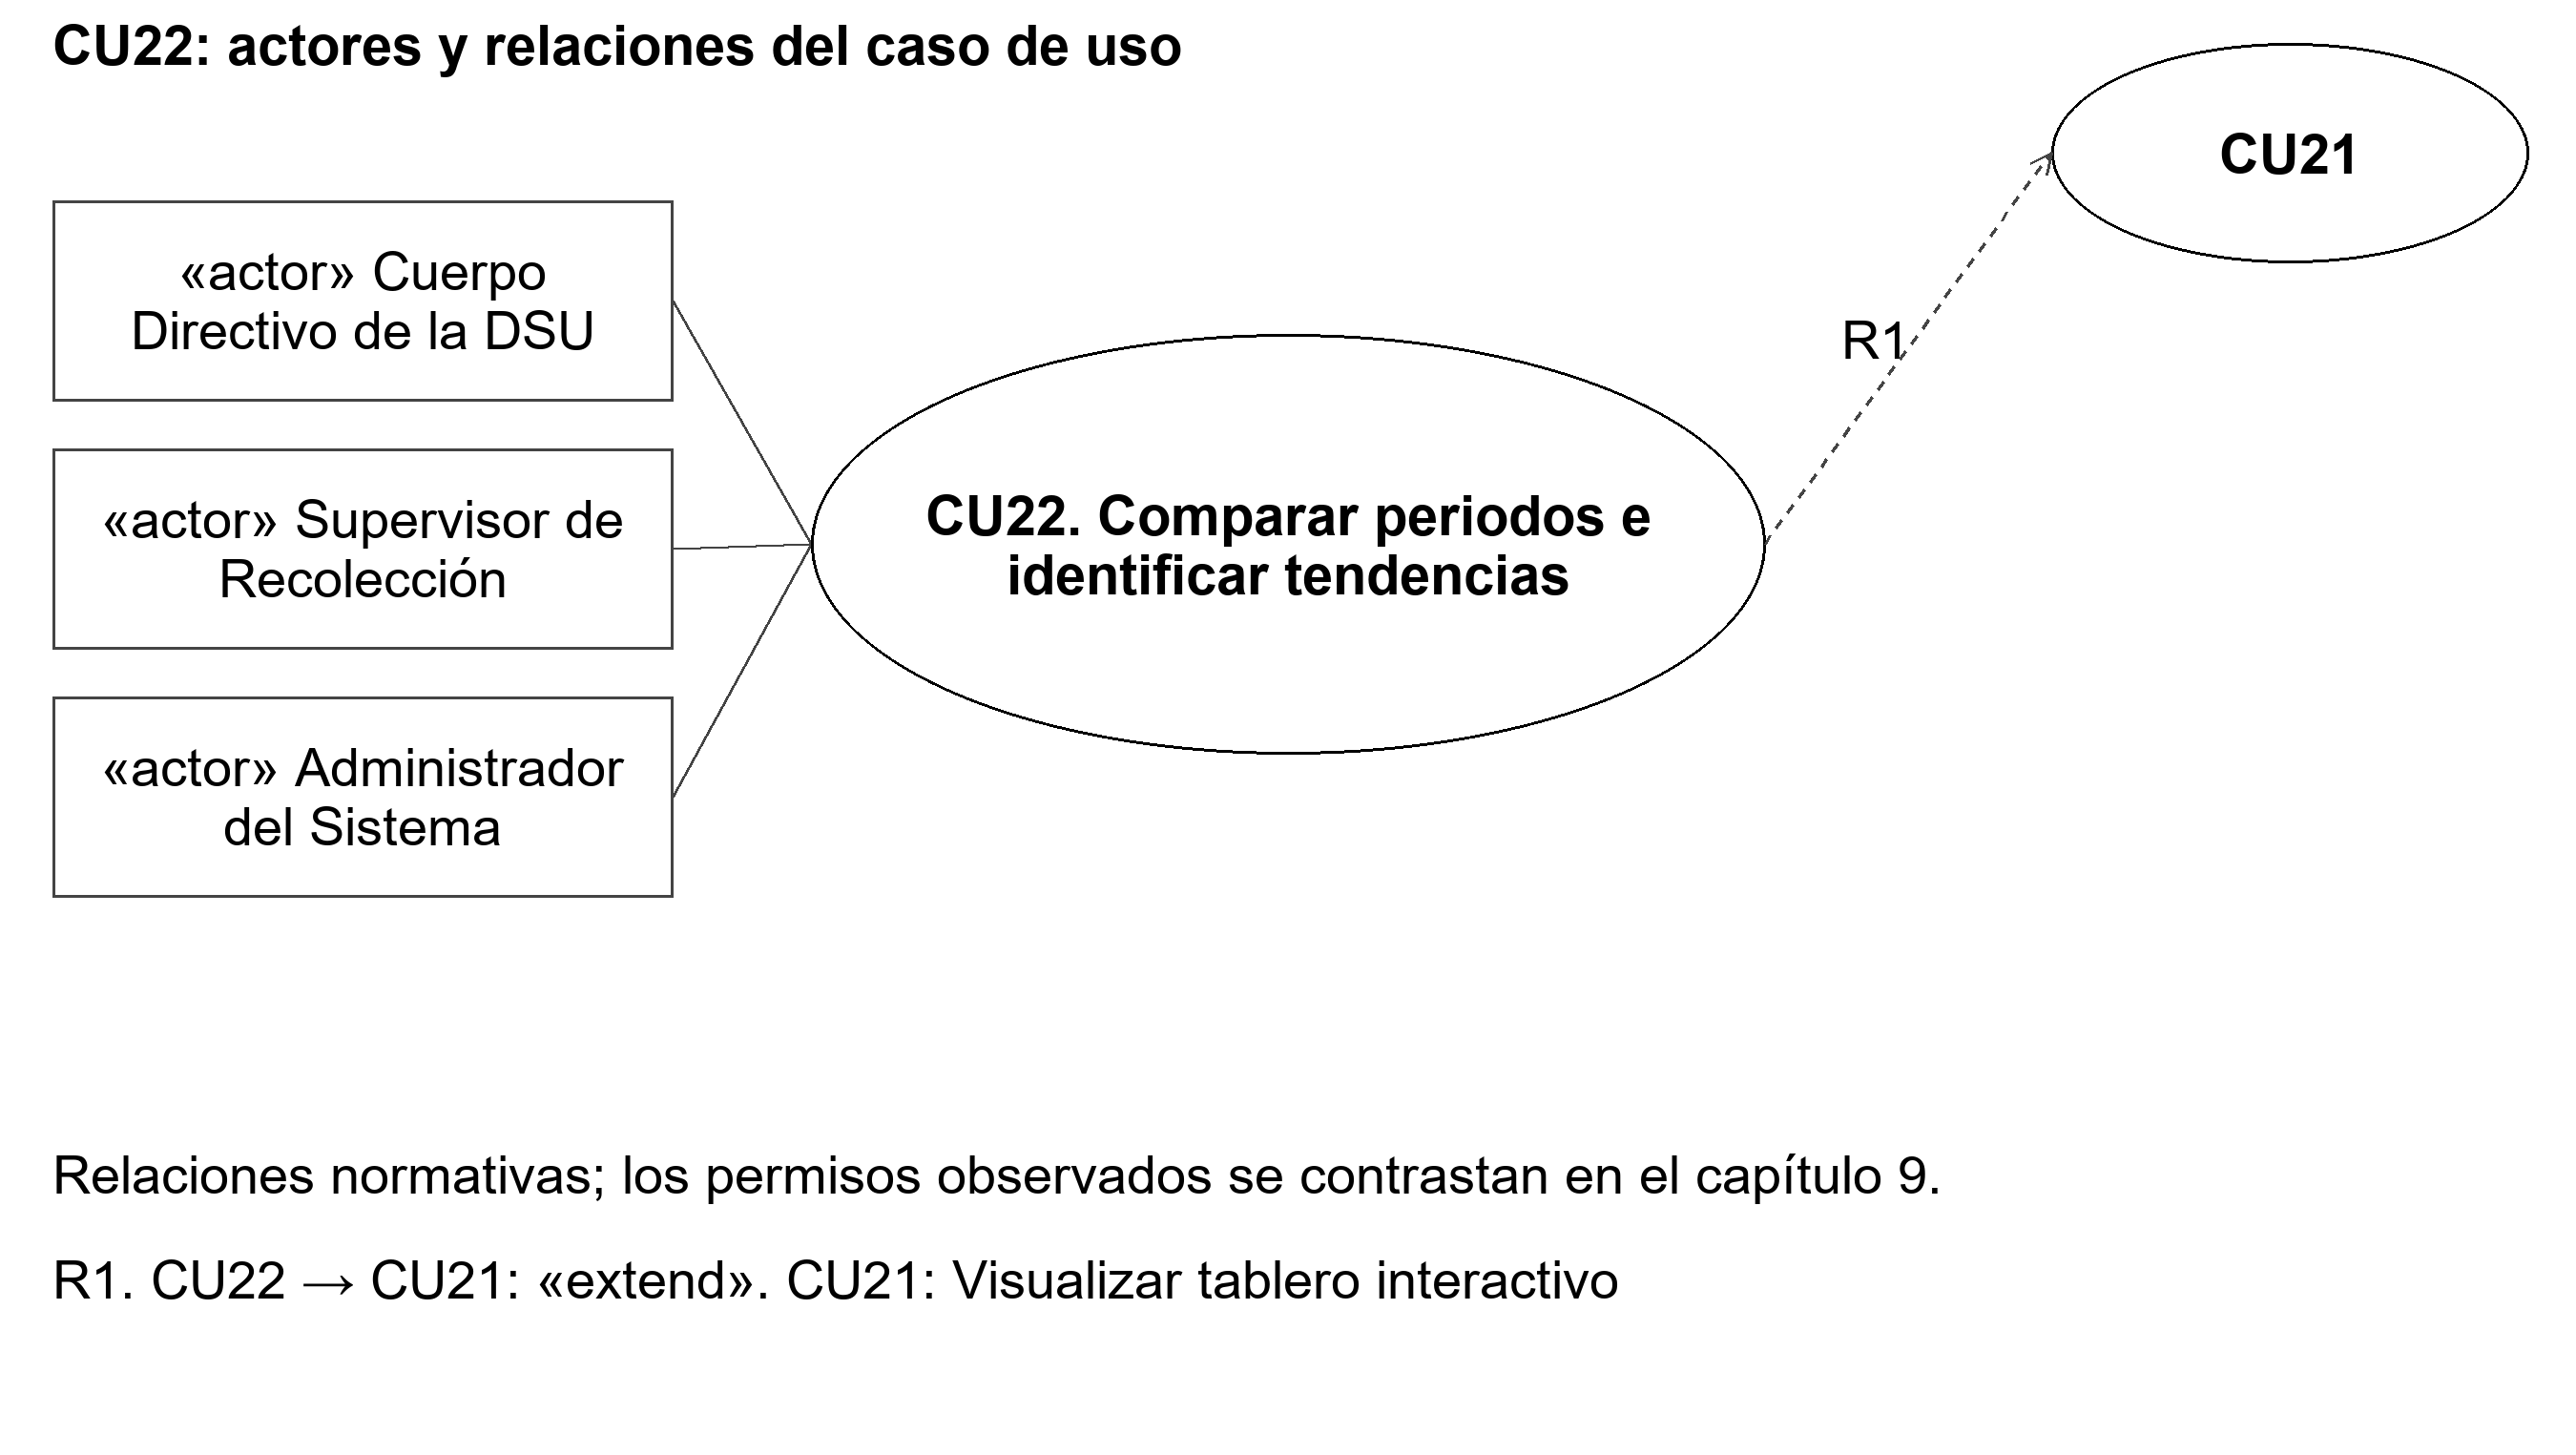 CU22: actores y relaciones del caso de uso
CU21
«actor» Cuerpo
Directivo de la DSU
R1
«actor» Supervisor de
Recolección
CU22. Comparar periodos e
identificar tendencias
«actor» Administrador
del Sistema
Relaciones normativas; los permisos observados se contrastan en el capítulo 9.
R1. CU22 → CU21: «extend». CU21: Visualizar tablero interactivo